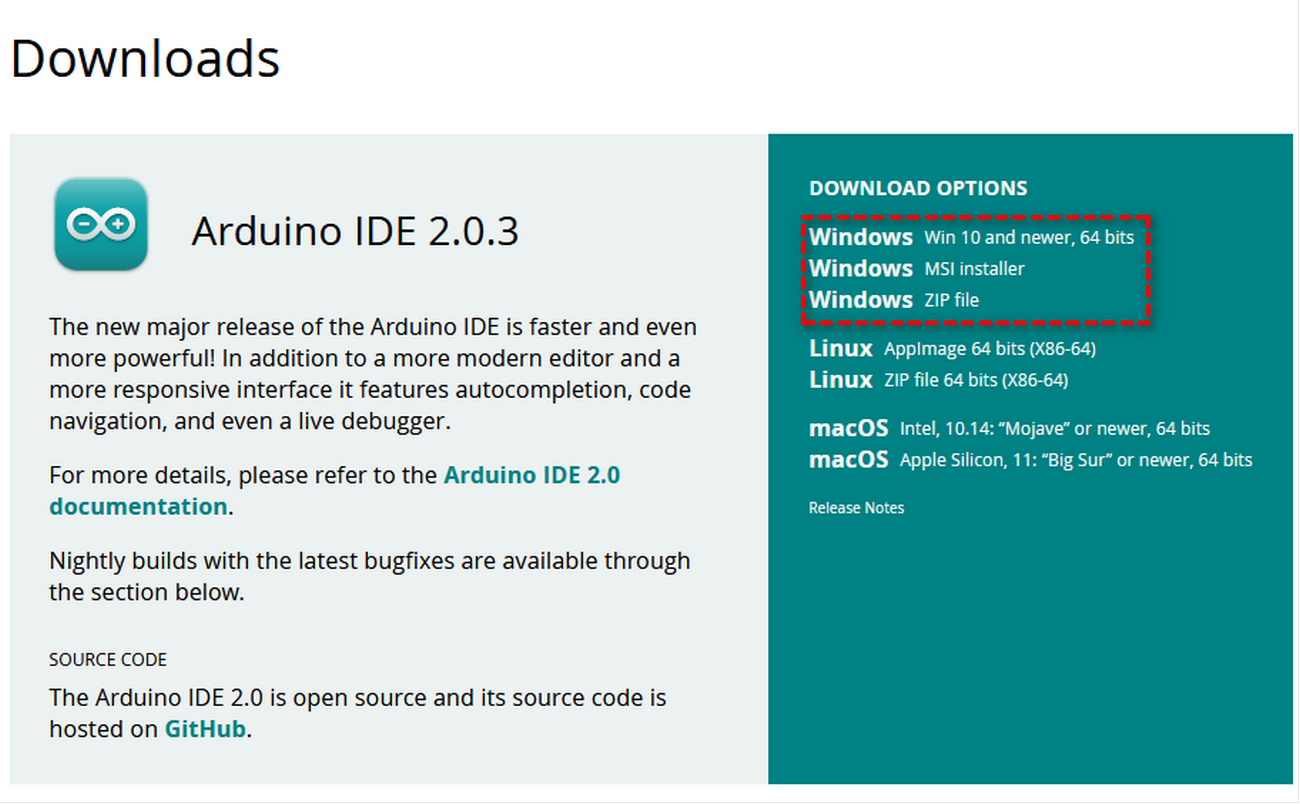 Downloads
Arduino IDE 2.0.3
The new major release of the Arduino IDE is faster and even
more powerful! In addition to a more modern editor and a
more responsive interface it features autocompletion, code
navigation, and even a live debugger.
For more details, please refer to the Arduino IDE 2.0
documentation.
Nightly builds with the latest bugfixes are available through
the section below.
SOURCE CODE
The Arduino IDE 2.0 is open source and its source code is
hosted on GitHub.
DOWNLOAD OPTIONS
Windows Win 10 and newer, 64 bits
Windows MSI installer
Windows ZIP file
Linux AppImage 64 bits (X86-64)
Linux ZIP file 64 bits (X86-64)
macOS Intel, 10.14: “Mojave” or newer, 64 bits
macOS Apple Silicon, 11: “Big Sur” or newer, 64 bits
Release Notes